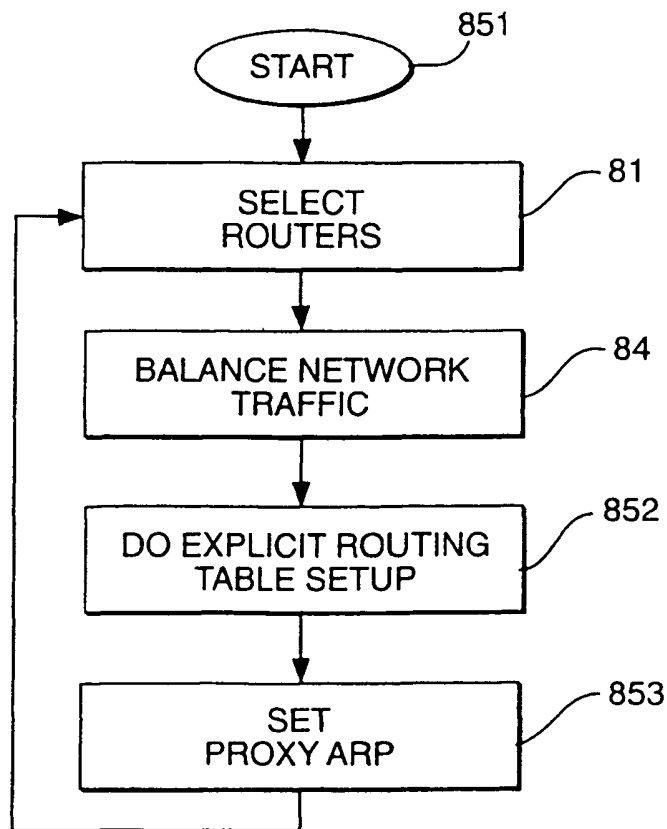 851
START
81
SELECT
ROUTERS
84
BALANCE NETWORK
TRAFFIC
852
DO EXPLICIT ROUTING
TABLE SETUP
853
SET
PROXY ARP